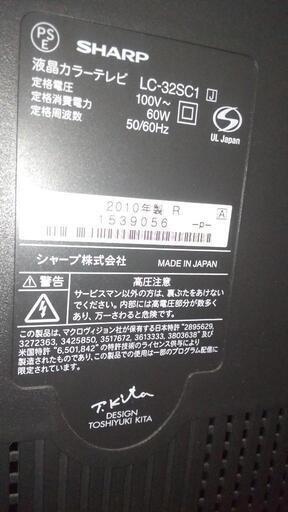 PS
E
SHARP
液晶カラーテレビ LC-32SC1 J
定格電圧 100V～
定格消費電力 60W
定格周波数 50/60Hz
UL Japan
2010年製 R
1539056 -p-
A
シャープ株式会社 MADE IN JAPAN
警告 高圧注意
サービスマン以外の方は、裏ぶたをあけない
でください。内部には高電圧部分が数多く
あり、万一さわると危険です。
この製品は、マクロヴィジョン社が保有する日本特許 "2895629,
3272363, 3425850, 3517672, 3613333, 3803638" 及び
米国特許 "6,501,842" の特許技術のライセンス供与によ
り製造したものです。この製品での使用は一部のプログラム配信に
限定されています。
T.Kita
DESIGN
TOSHIYUKI KITA